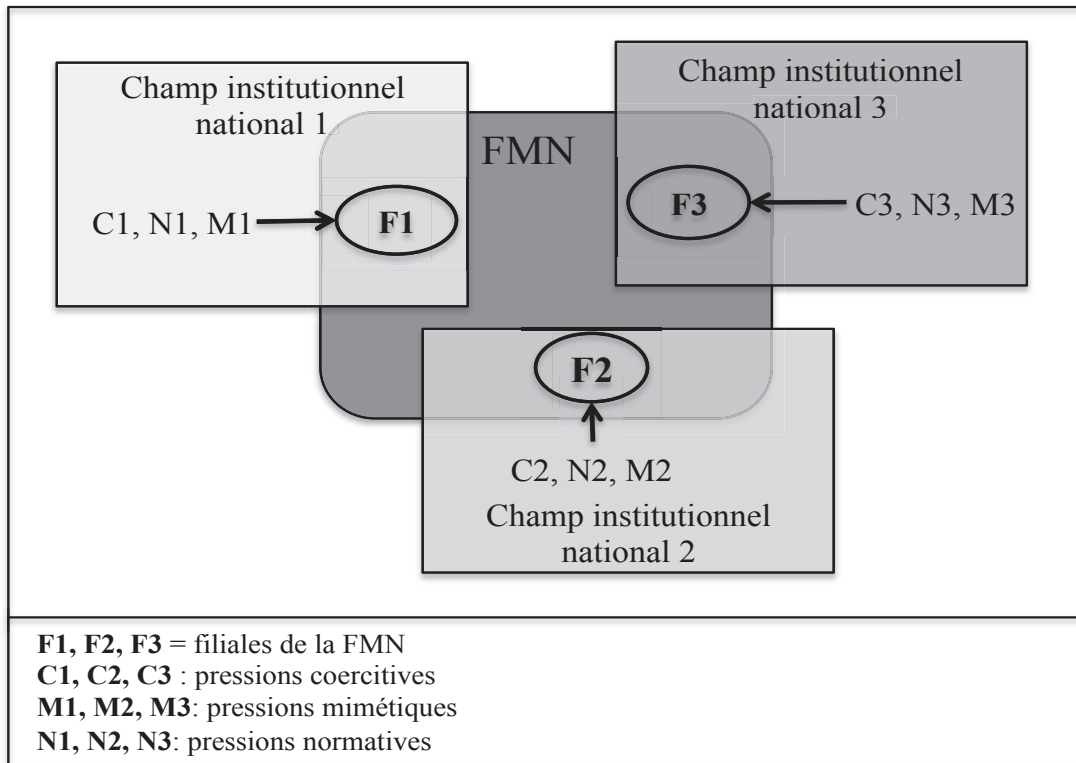 Champ institutionnel
national 1
Champ institutionnel
national 3
FMN
F1
F3
C1, N1, M1
C3, N3, M3
F2
C2, N2, M2
Champ institutionnel
national 2
F1, F2, F3 = filiales de la FMN
C1, C2, C3 : pressions coercitives
M1, M2, M3: pressions mimétiques
N1, N2, N3: pressions normatives